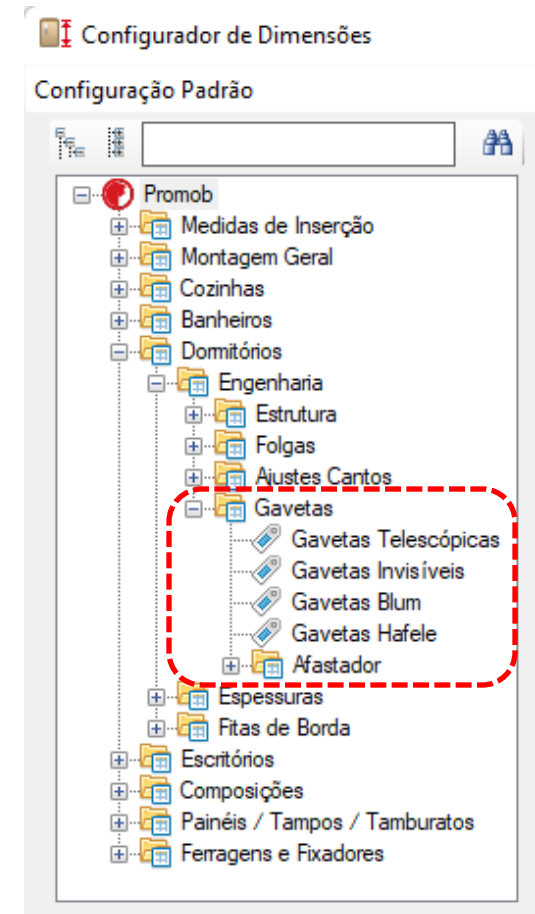 Configurador de Dimensões
Configuração Padrão
Promob
Medidas de Inserção
Montagem Geral
Cozinhas
Banheiros
Dormitórios
Engenharia
Estrutura
Folgas
Ajustes Cantos
Gavetas
Gavetas Telescópicas
Gavetas Invisíveis
Gavetas Blum
Gavetas Hafele
Afastador
Espessuras
Fitas de Borda
Escritórios
Composições
Painéis / Tampos / Tamburatos
Ferragens e Fixadores